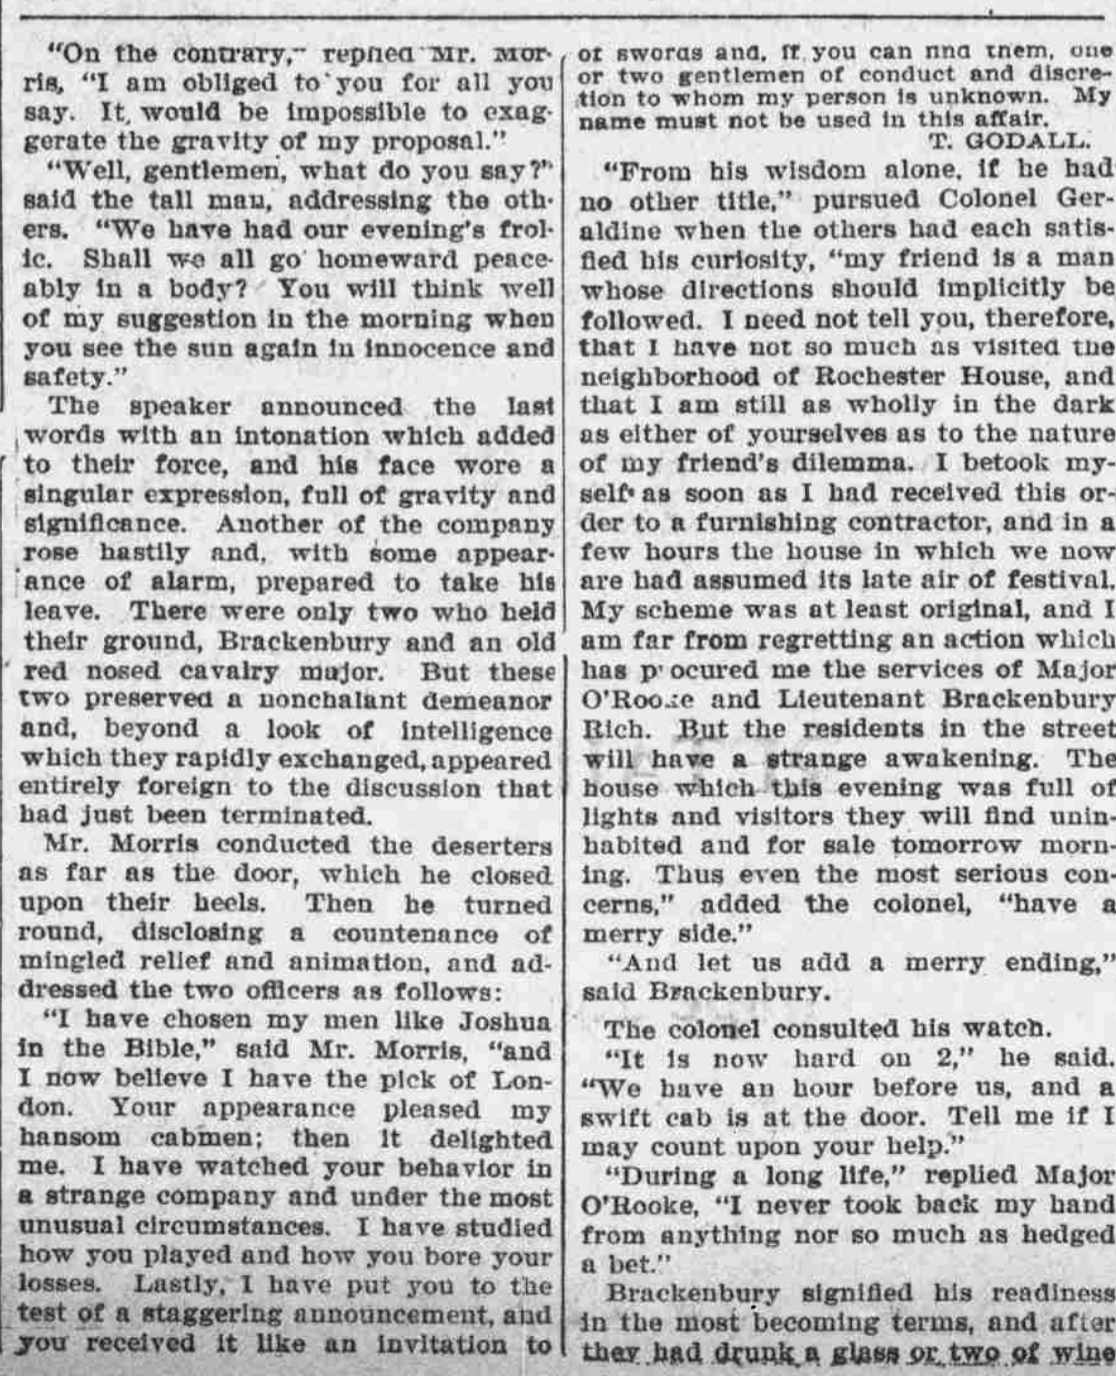 "On the contrary," replied Mr. Mor-
ris, "I am obliged to you for all you
say. It would be impossible to exag-
gerate the gravity of my proposal."
"Well, gentlemen, what do you say?"
said the tall man, addressing the oth-
ers. "We have had our evening's frol-
ic. Shall we all go homeward peace-
ably in a body? You will think well
of my suggestion in the morning when
you see the sun again in innocence and
safety."
The speaker announced the last
words with an intonation which added
to their force, and his face wore a
singular expression, full of gravity and
significance. Another of the company
rose hastily and, with some appear-
ance of alarm, prepared to take his
leave. There were only two who held
their ground, Brackenbury and an old
red nosed cavalry major. But these
two preserved a nonchalant demeanor
and, beyond a look of intelligence
which they rapidly exchanged, appeared
entirely foreign to the discussion that
had just been terminated.
Mr. Morris conducted the deserters
as far as the door, which he closed
upon their heels. Then he turned
round, disclosing a countenance of
mingled relief and animation, and ad-
dressed the two officers as follows:
"I have chosen my men like Joshua
in the Bible," said Mr. Morris, "and
I now believe I have the pick of Lon-
don. Your appearance pleased my
hansom cabmen; then it delighted
me. I have watched your behavior in
a strange company and under the most
unusual circumstances. I have studied
how you played and how you bore your
losses. Lastly, I have put you to the
test of a staggering announcement, and
you received it like an invitation to
of swords and, if you can find them, one
or two gentlemen of conduct and discre-
tion to whom my person is unknown. My
name must not be used in this affair.
T. GODALL.
"From his wisdom alone, if he had
no other title," pursued Colonel Ger-
aldine when the others had each satis-
fied his curiosity, "my friend is a man
whose directions should implicitly be
followed. I need not tell you, therefore,
that I have not so much as visited the
neighborhood of Rochester House, and
that I am still as wholly in the dark
as either of yourselves as to the nature
of my friend's dilemma. I betook my-
self as soon as I had received this or-
der to a furnishing contractor, and in a
few hours the house in which we now
are had assumed its late air of festival.
My scheme was at least original, and I
am far from regretting an action which
has procured me the services of Major
O'Rooke and Lieutenant Brackenbury
Rich. But the residents in the street
will have a strange awakening. The
house which this evening was full of
lights and visitors they will find unin-
habited and for sale tomorrow morn-
ing. Thus even the most serious con-
cerns," added the colonel, "have a
merry side."
"And let us add a merry ending,"
said Brackenbury.
The colonel consulted his watch.
"It is now hard on 2," he said.
"We have an hour before us, and a
swift cab is at the door. Tell me if I
may count upon your help."
"During a long life," replied Major
O'Rooke, "I never took back my hand
from anything nor so much as hedged
a bet."
Brackenbury signified his readiness
in the most becoming terms, and after
they had drunk a glass or two of wine